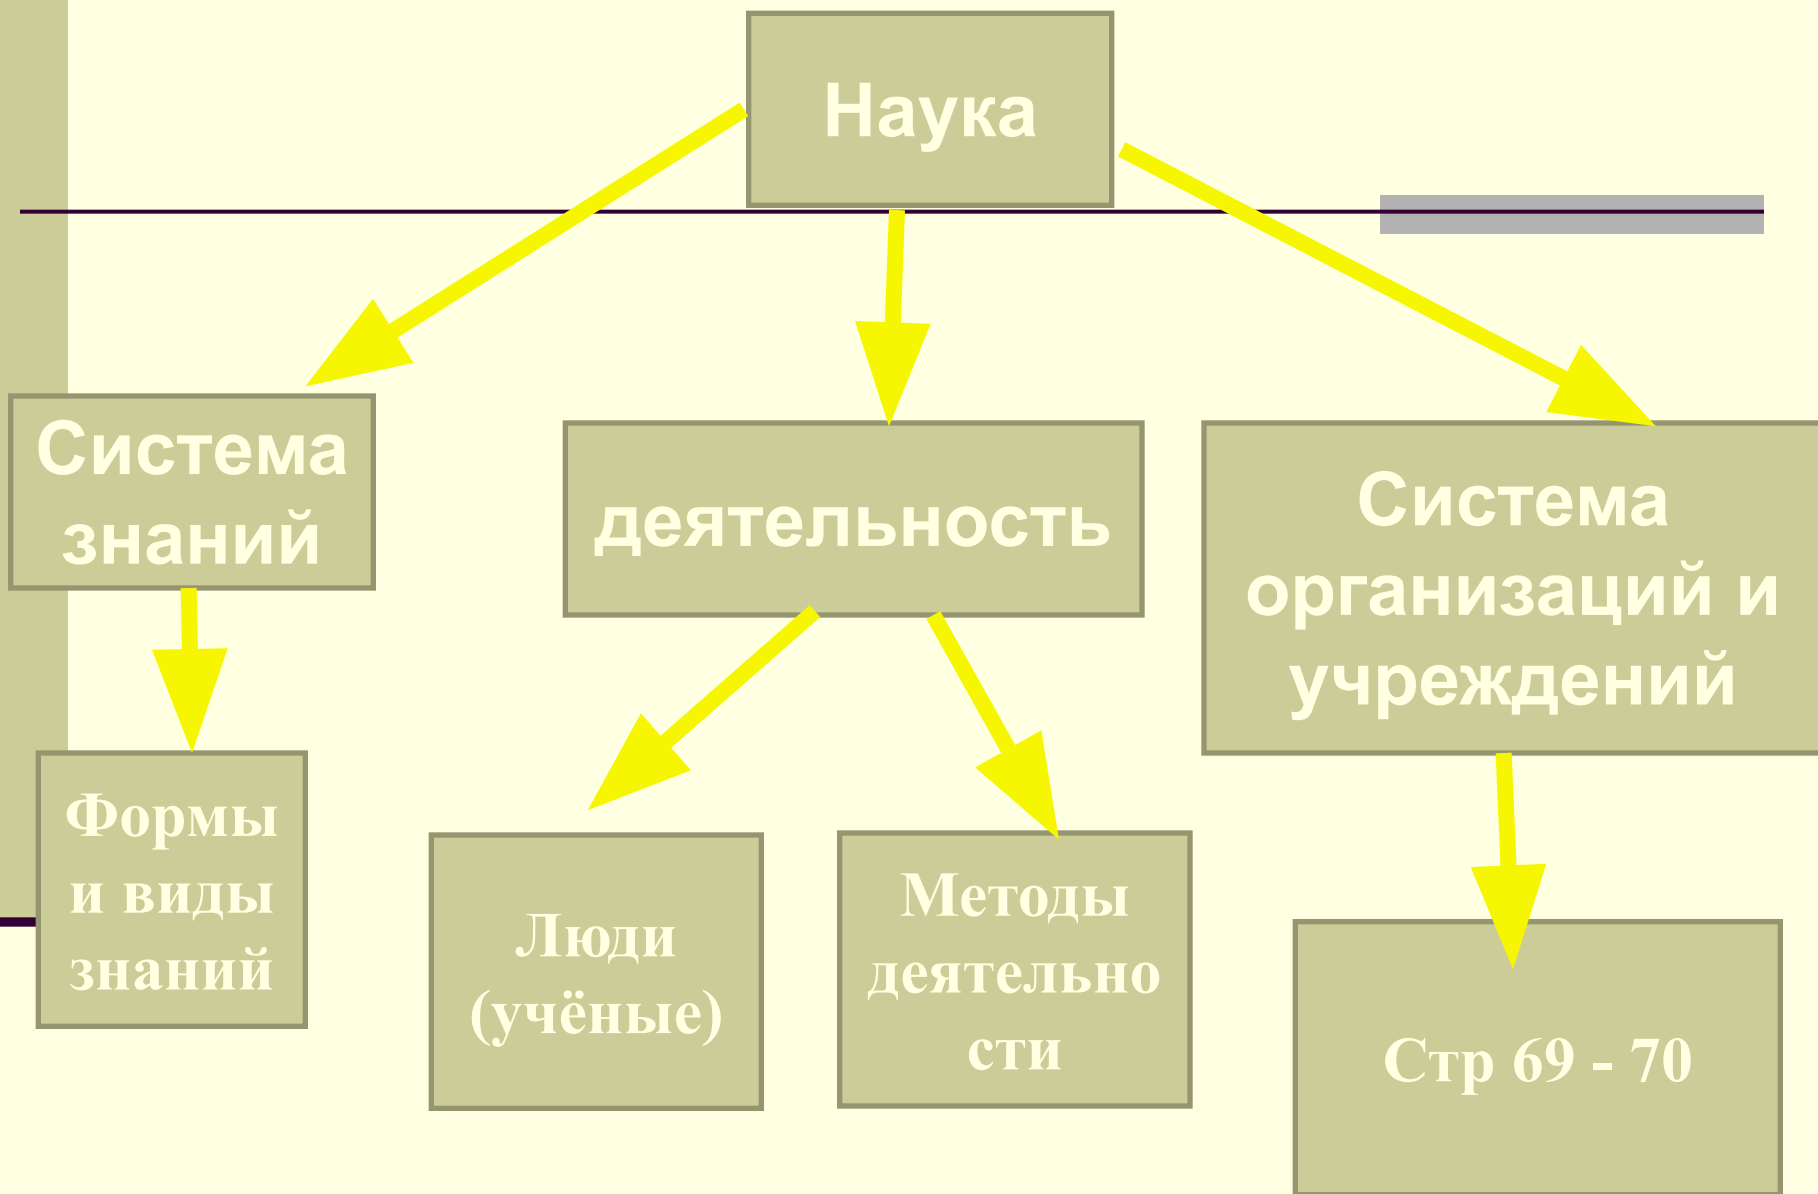 Наука
Система
знаний
деятельность
Система
организаций и
учреждений
Формы
и виды
знаний
Люди
(учёные)
Методы
деятельно
сти
Стр 69 - 70